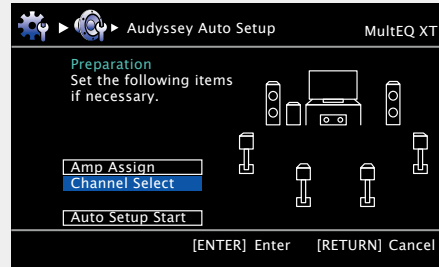 Audyssey Auto Setup
MultEQ XT
Preparation
Set the following items
if necessary.
Amp Assign
Channel Select
Auto Setup Start
[ENTER] Enter [RETURN] Cancel